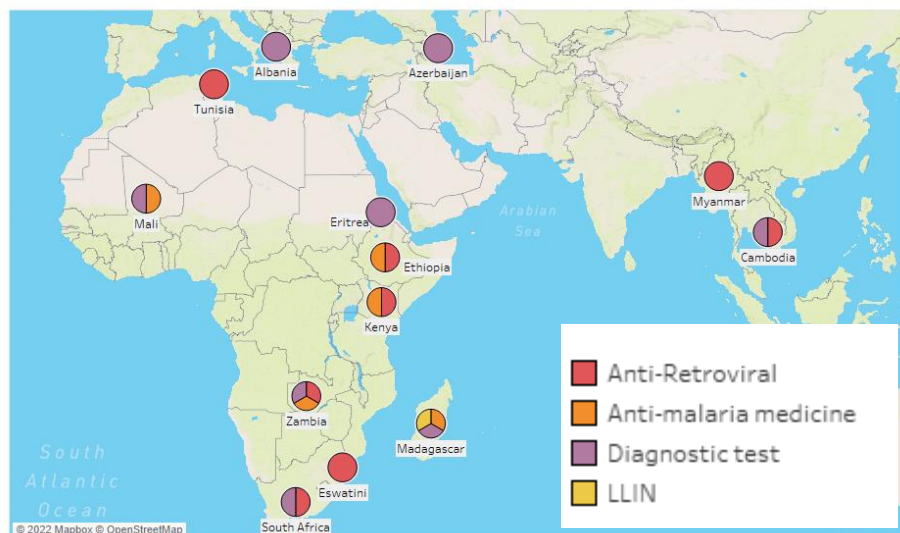 Albania
Azerbaijan
Tunisia
Myanmar
Mali
Eritrea
Arabian
Sea
Cambodia
Ethiopia
Kenya
Anti-Retroviral
Anti-malaria medicine
Diagnostic test
LLIN
Zambia
Madagascar
South
Atlantic
Ocean
Eswatini
South Africa
© 2022 Mapbox © OpenStreetMap